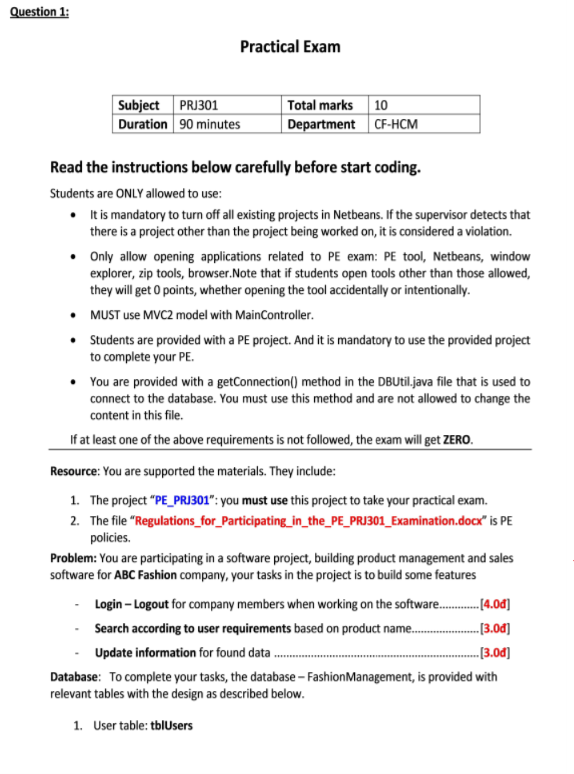 Question 1:
Practical Exam
Subject PRJ301 Total marks 10
Duration 90 minutes Department CF-HCM
Read the instructions below carefully before start coding.
Students are ONLY allowed to use:
• It is mandatory to turn off all existing projects in Netbeans. If the supervisor detects that
there is a project other than the project being worked on, it is considered a violation.
• Only allow opening applications related to PE exam: PE tool, Netbeans, window
explorer, zip tools, browser.Note that if students open tools other than those allowed,
they will get 0 points, whether opening the tool accidentally or intentionally.
• MUST use MVC2 model with MainController.
• Students are provided with a PE project. And it is mandatory to use the provided project
to complete your PE.
• You are provided with a getConnection() method in the DBUtil.java file that is used to
connect to the database. You must use this method and are not allowed to change the
content in this file.
If at least one of the above requirements is not followed, the exam will get ZERO.
Resource: You are supported the materials. They include:
1. The project "PE_PRJ301": you must use this project to take your practical exam.
2. The file "Regulations_for_Participating_in_the_PE_PRJ301_Examination.docx" is PE
policies.
Problem: You are participating in a software project, building product management and sales
software for ABC Fashion company, your tasks in the project is to build some features
- Login – Logout for company members when working on the software.............[4.0đ]
- Search according to user requirements based on product name......................[3.0đ]
- Update information for found data ..................................................................[3.0đ]
Database: To complete your tasks, the database – FashionManagement, is provided with
relevant tables with the design as described below.
1. User table: tblUsers